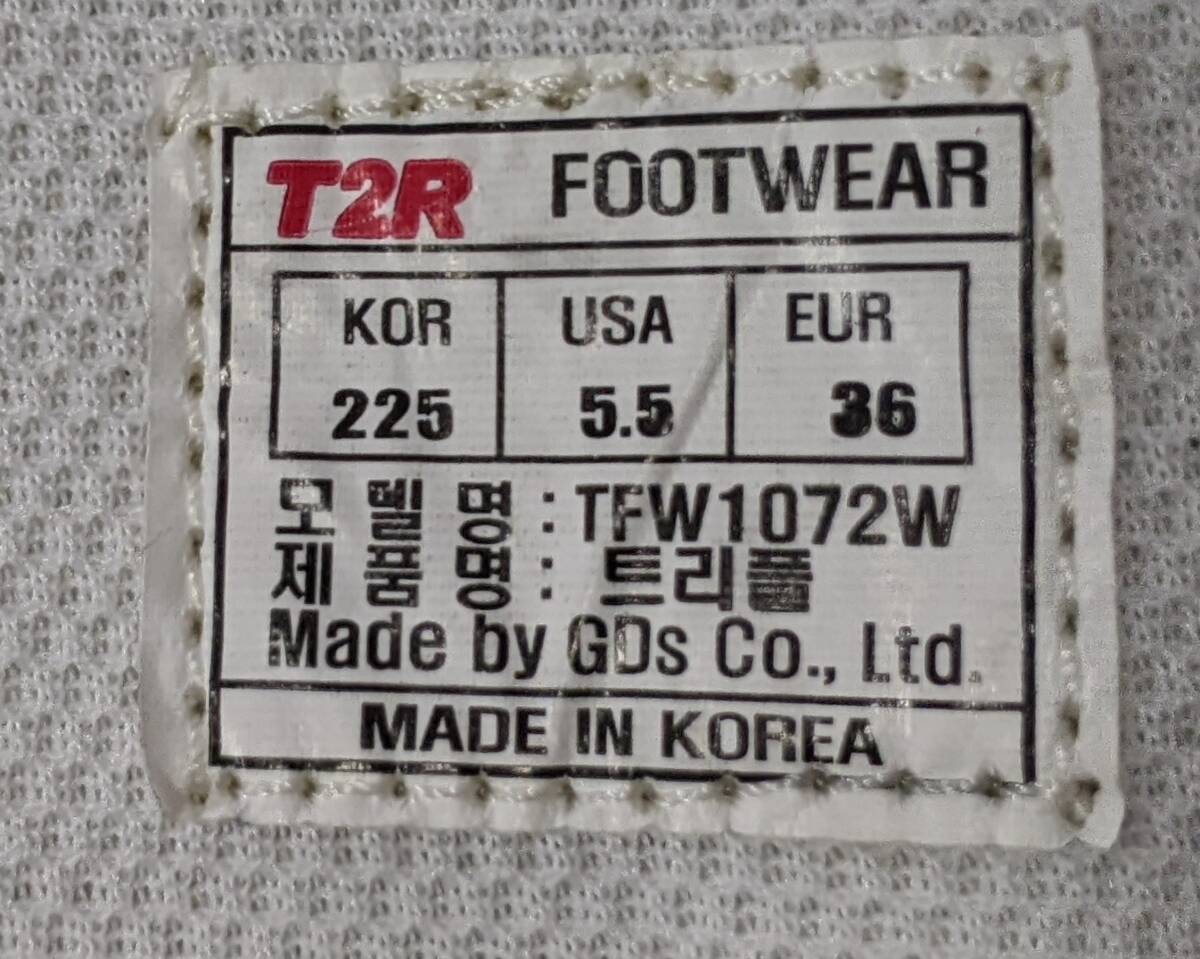 T2R FOOTWEAR
KOR USA EUR
225 5.5 36
모 델 명 : TFW1072W
제 품 명 : 트리플
Made by GDs Co., Ltd.
MADE IN KOREA